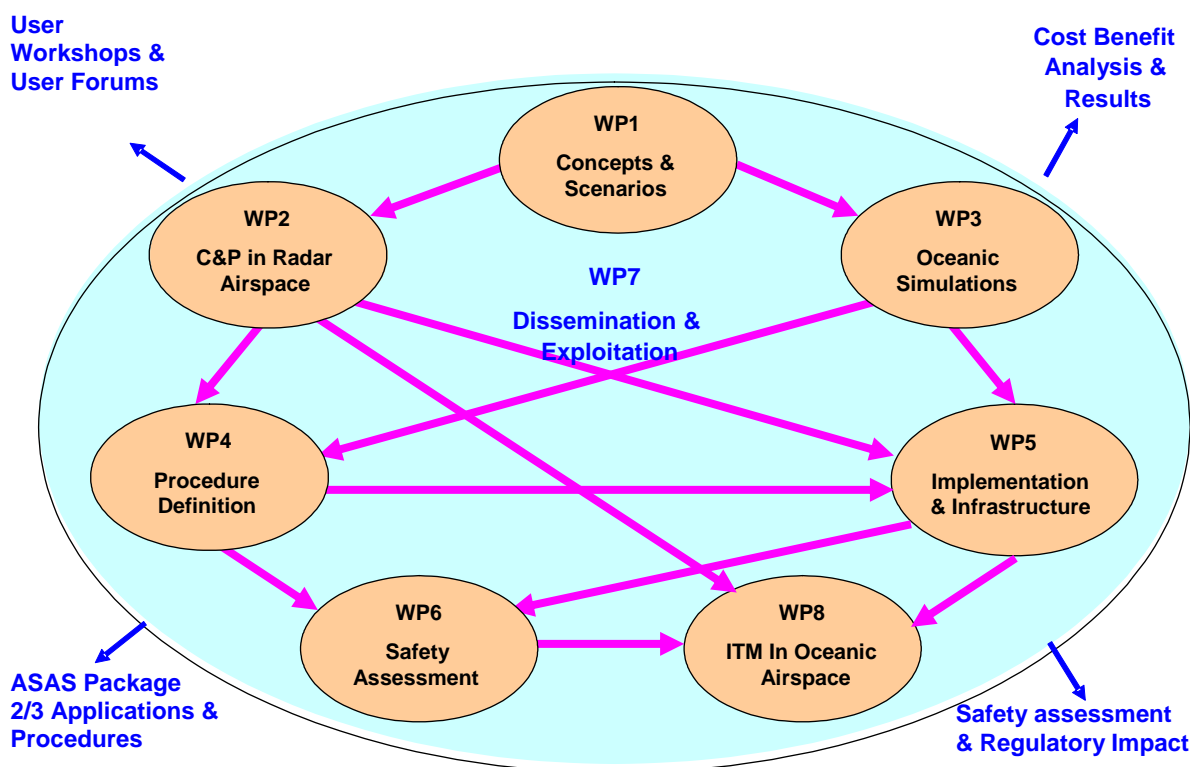 User
Workshops &
User Forums
Cost Benefit
Analysis &
Results
WP1
Concepts &
Scenarios
WP2
C&P in Radar
Airspace
WP3
Oceanic
Simulations
WP7
Dissemination &
Exploitation
WP4
Procedure
Definition
WP5
Implementation
& Infrastructure
WP6
Safety
Assessment
WP8
ITM In Oceanic
Airspace
ASAS Package
2/3 Applications &
Procedures
Safety assessment
& Regulatory Impact